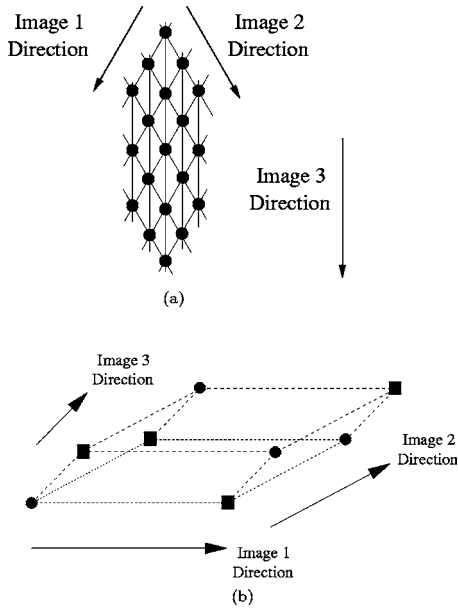 Image 1
Direction
Image 2
Direction
Image 3
Direction
(a)
Image 3
Direction
Image 2
Direction
Image 1
Direction
(b)